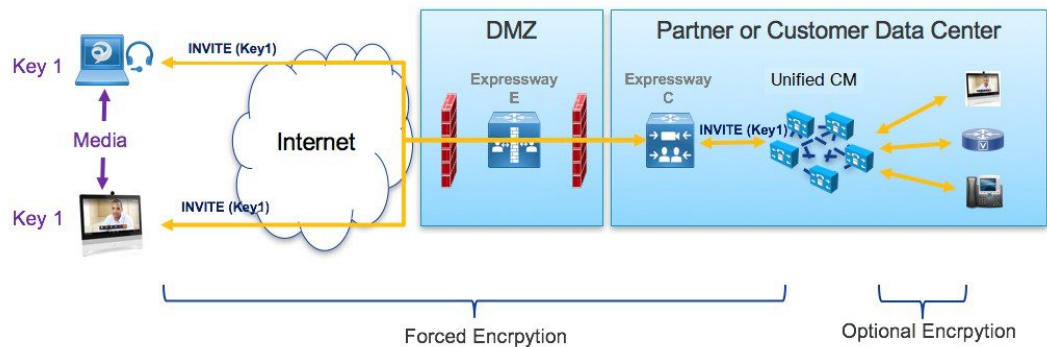 DMZ
Partner or Customer Data Center
INVITE (Key1)
Key 1
Expressway
E
Expressway
C
Unified CM
Media
Internet
INVITE (Key1)
V
Key 1
INVITE (Key1)
Forced Encrpytion
Optional Encrpytion